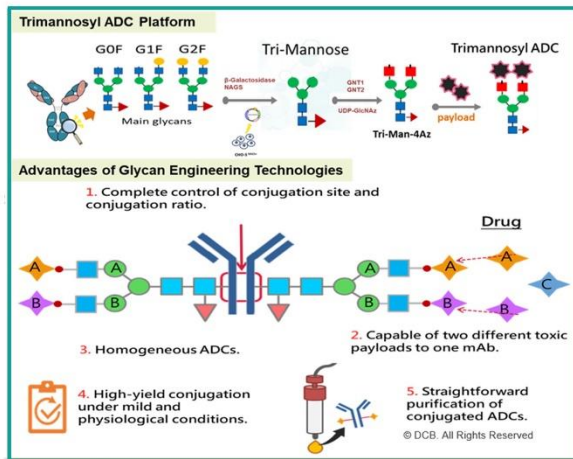 Trimannosyl ADC Platform
G0F G1F G2F
Tri-Mannose
Trimannosyl ADC
β-Galactosidase
NAGS
GNT1
GNT2
UDP-GlcNAz
Main glycans
Tri-Man-4Az
payload
Advantages of Glycan Engineering Technologies
1. Complete control of conjugation site and
conjugation ratio.
Drug
A A A A A
C
B B B B B
3. Homogeneous ADCs.
2. Capable of two different toxic
payloads to one mAb.
4. High-yield conjugation
under mild and
physiological conditions.
5. Straightforward
purification of
conjugated ADCs.
© DCB. All Rights Reserved